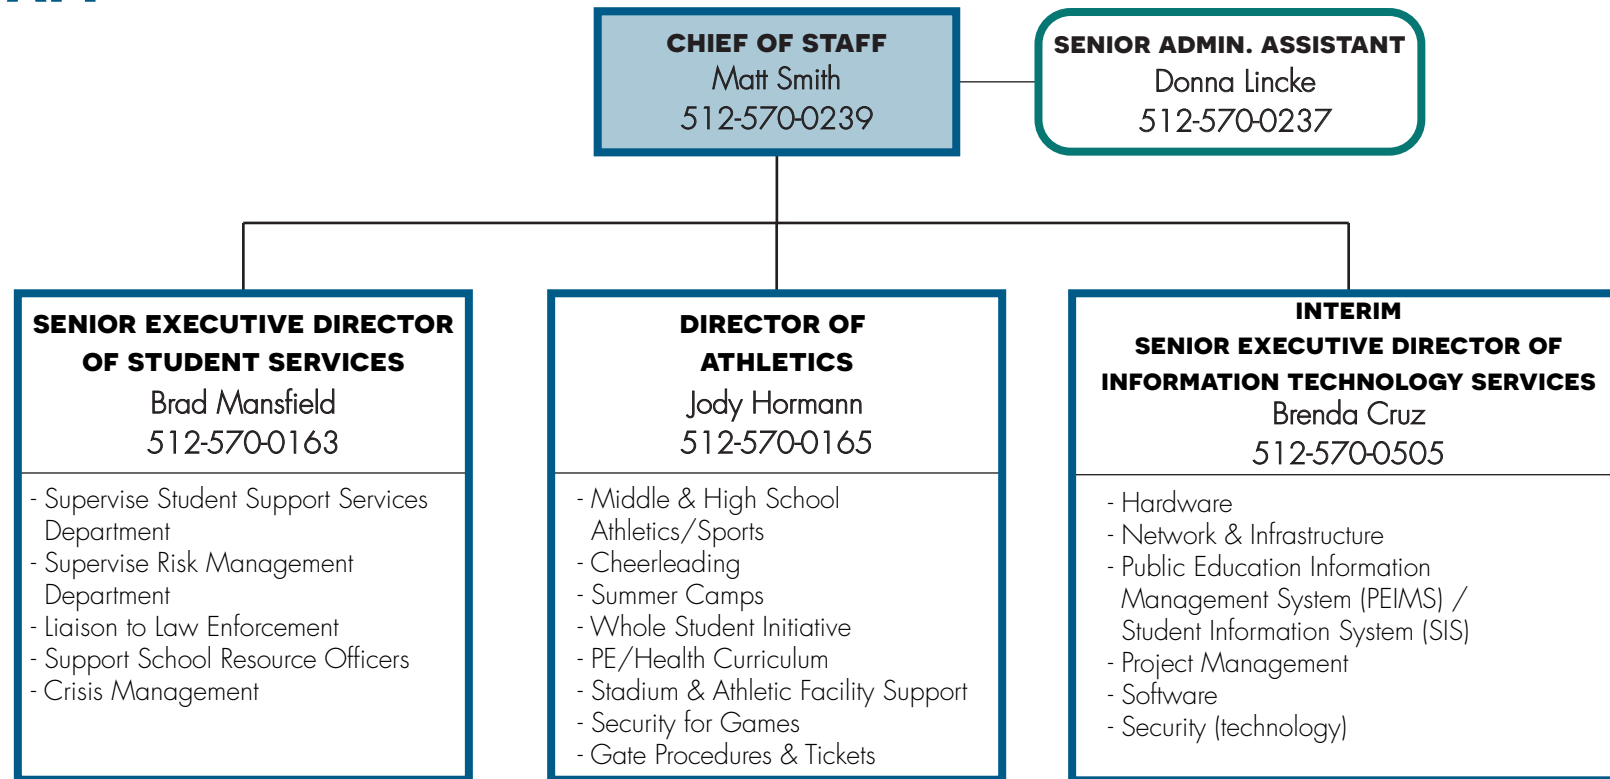 CHIEF OF STAFF
Matt Smith
512-570-0239
SENIOR ADMIN. ASSISTANT
Donna Lincke
512-570-0237
SENIOR EXECUTIVE DIRECTOR
OF STUDENT SERVICES
Brad Mansfield
512-570-0163
- Supervise Student Support Services
Department
- Supervise Risk Management
Department
- Liaison to Law Enforcement
- Support School Resource Officers
- Crisis Management
DIRECTOR OF
ATHLETICS
Jody Hormann
512-570-0165
- Middle & High School
Athletics/Sports
- Cheerleading
- Summer Camps
- Whole Student Initiative
- PE/Health Curriculum
- Stadium & Athletic Facility Support
- Security for Games
- Gate Procedures & Tickets
INTERIM
SENIOR EXECUTIVE DIRECTOR OF
INFORMATION TECHNOLOGY SERVICES
Brenda Cruz
512-570-0505
- Hardware
- Network & Infrastructure
- Public Education Information
Management System (PEIMS) /
Student Information System (SIS)
- Project Management
- Software
- Security (technology)